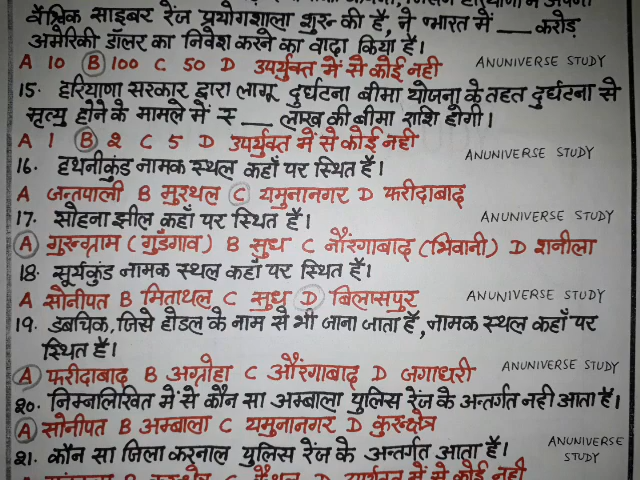 वैश्विक साइबर रेंज प्रयोगशाला शुरू की है, ने भारत में ___ करोड़
अमेरिकी डॉलर का निवेश करने का वादा किया है।
A 10 B 100 C 50 D उपर्युक्त में से कोई नही ANUNIVERSE STUDY
15. हरियाणा सरकार द्वारा लागू दुर्घटना बीमा योजना के तहत दुर्घटना से
मृत्यु होने के मामले में रु ___ लाख की बीमा राशि होगी।
A 1 B 2 C 5 D उपर्युक्त में से कोई नही
ANUNIVERSE STUDY
16. हथनीकुंड नामक स्थल कहाँ पर स्थित है।
A जन्तपाली B मुरथल C यमुनानगर D फरीदाबाद
17. सोहना झील कहाँ पर स्थित है। ANUNIVERSE STUDY
A गुरुग्राम (गुड़गाव) B सुध C नौरंगाबाद (भिवानी) D शनीला
18. सूर्यकुंड नामक स्थल कहाँ पर स्थित है।
A सोनीपत B मिताथल C सुध D बिलासपुर ANUNIVERSE STUDY
19. डबचिक, जिसे होडल के नाम से भी जाना जाता है, नामक स्थल कहाँ पर
स्थित है।
A फरीदाबाद B अग्रोहा C औरंगाबाद D जगाधरी ANUNIVERSE STUDY
20. निम्नलिखित में से कौन सा अम्बाला पुलिस रेंज के अन्तर्गत नही आता है।
A सोनीपत B अम्बाला C यमुनानगर D कुरुक्षेत्र
21. कौन सा जिला करनाल पुलिस रेंज के अन्तर्गत आता है। ANUNIVERSE STUDY
में से कोई नही